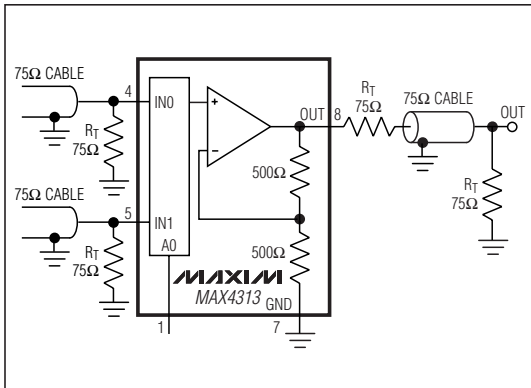 75Ω CABLE
4
IN0
RT
75Ω
75Ω CABLE
5
IN1
RT
75Ω
A0
1
+
−
OUT
8
500Ω
500Ω
MAXIM
MAX4313
GND
7
RT
75Ω
75Ω CABLE
OUT
RT
75Ω